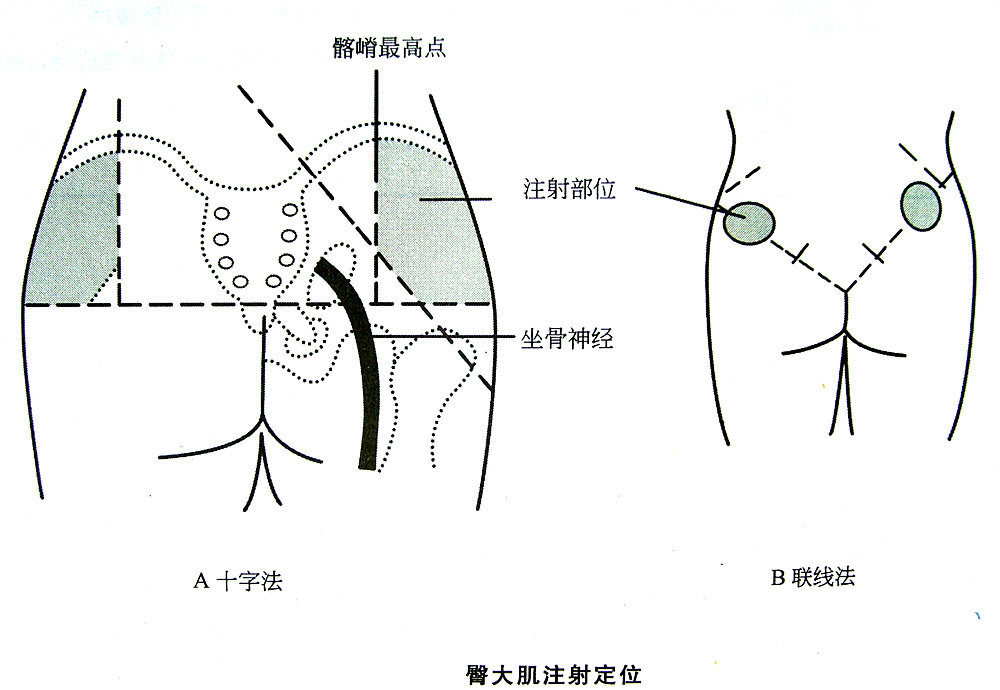 髂嵴最高点
注射部位
坐骨神经
A 十字法
B 联线法
臀大肌注射定位